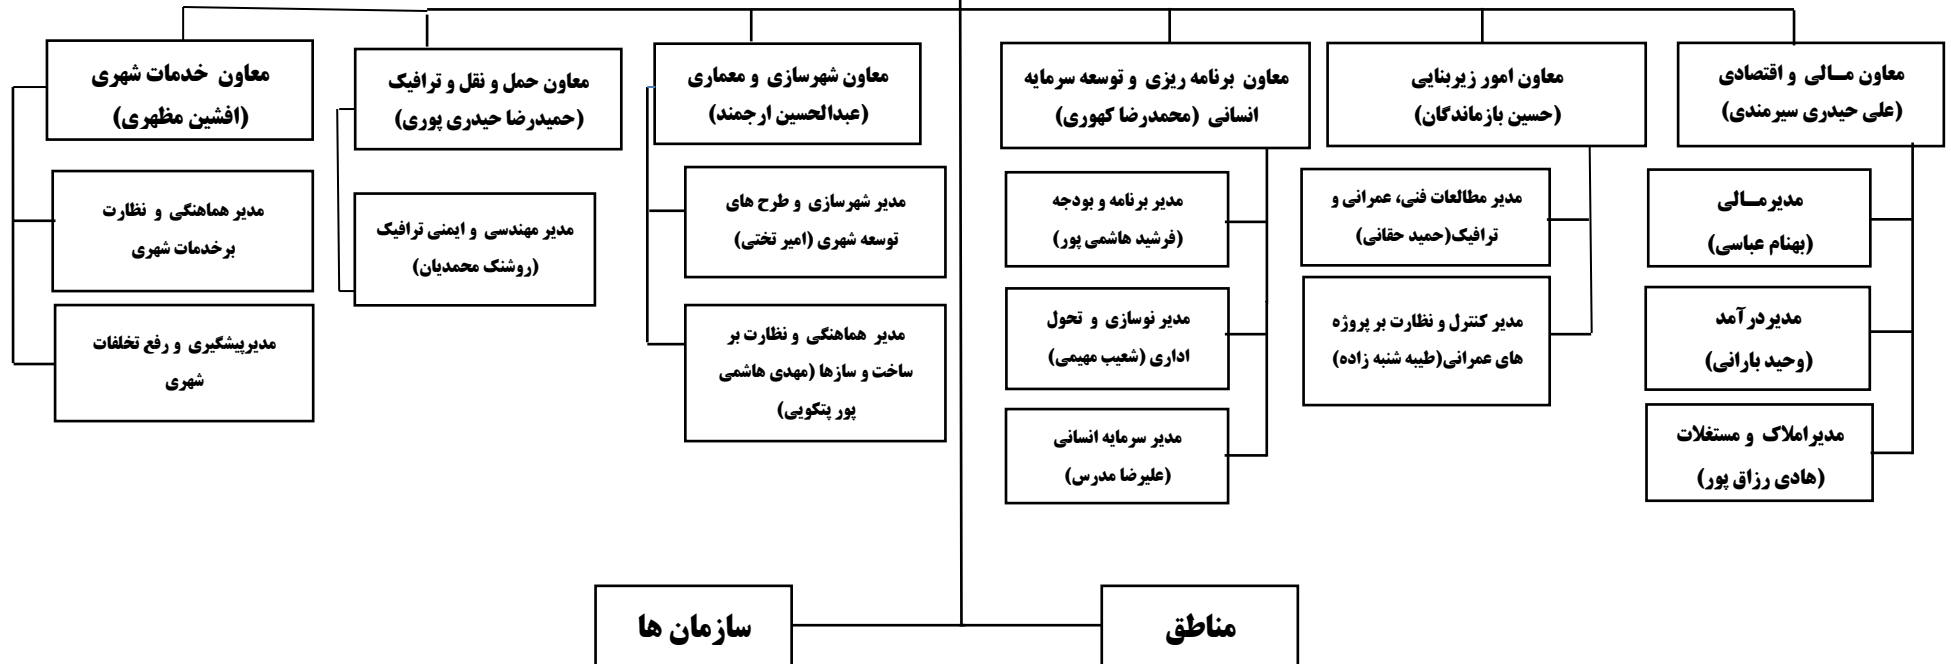 معاون مــالی و اقتصادی
(علی حیدری سیرمندی)
مدیرمــالی
(بهنام عباسی)
مدیردرآمد
(وحید بارانی)
مدیراملاک و مستغلات
(هادی رزاق پور)
معاون امور زیربنایی
(حسین بازماندگان)
مدیر مطالعات فنی، عمرانی و
ترافیک(حمید حقانی)
مدیر کنترل و نظارت بر پروژه
های عمرانی(طیبه شنبه زاده)
معاون برنامه ریزی و توسعه سرمایه
انسانی (محمدرضا کهوری)
مدیر برنامه و بودجه
(فرشید هاشمی پور)
مدیر نوسازی و تحول
اداری (شعیب مهیمی)
مدیر سرمایه انسانی
(علیرضا مدرس)
معاون شهرسازی و معماری
(عبدالحسین ارجمند)
مدیر شهرسازی و طرح های
توسعه شهری (امیر تختی)
مدیر هماهنگی و نظارت بر
ساخت و سازها (مهدی هاشمی
پور پتکویی)
معاون حمل و نقل و ترافیک
(حمیدرضا حیدری پوری)
مدیر مهندسی و ایمنی ترافیک
(روشنک محمدیان)
معاون خدمات شهری
(افشین مظهری)
مدیر هماهنگی و نظارت
برخدمات شهری
مدیرپیشگیری و رفع تخلفات
شهری
مناطق
سازمان ها